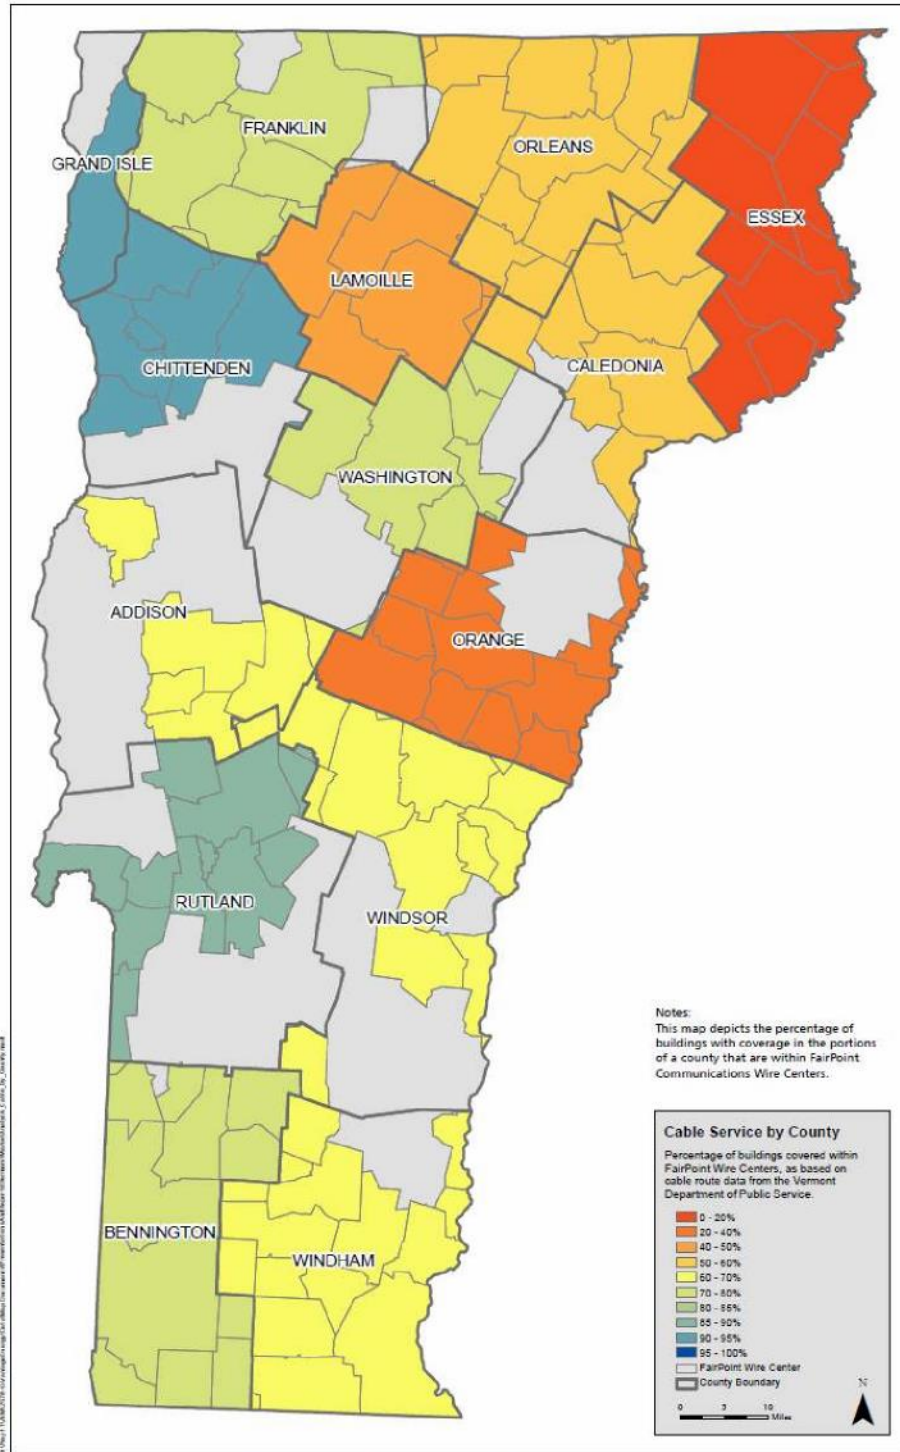 FRANKLIN
ORLEANS
GRAND ISLE
ESSEX
LAMOILLE
CHITTENDEN
CALEDONIA
WASHINGTON
ADDISON
ORANGE
RUTLAND
WINDSOR
Notes:
This map depicts the percentage of
buildings with coverage in the portions
of a county that are within FairPoint
Communications Wire Centers.
BENNINGTON
WINDHAM
Cable Service by County
Percentage of buildings covered within
FairPoint Wire Centers, as based on
cable route data from the Vermont
Department of Public Service.
0 - 20%
20 - 40%
40 - 50%
50 - 60%
60 - 70%
70 - 80%
80 - 85%
85 - 90%
90 - 95%
95 - 100%
FairPoint Wire Center
County Boundary
N
0 5 10
Miles